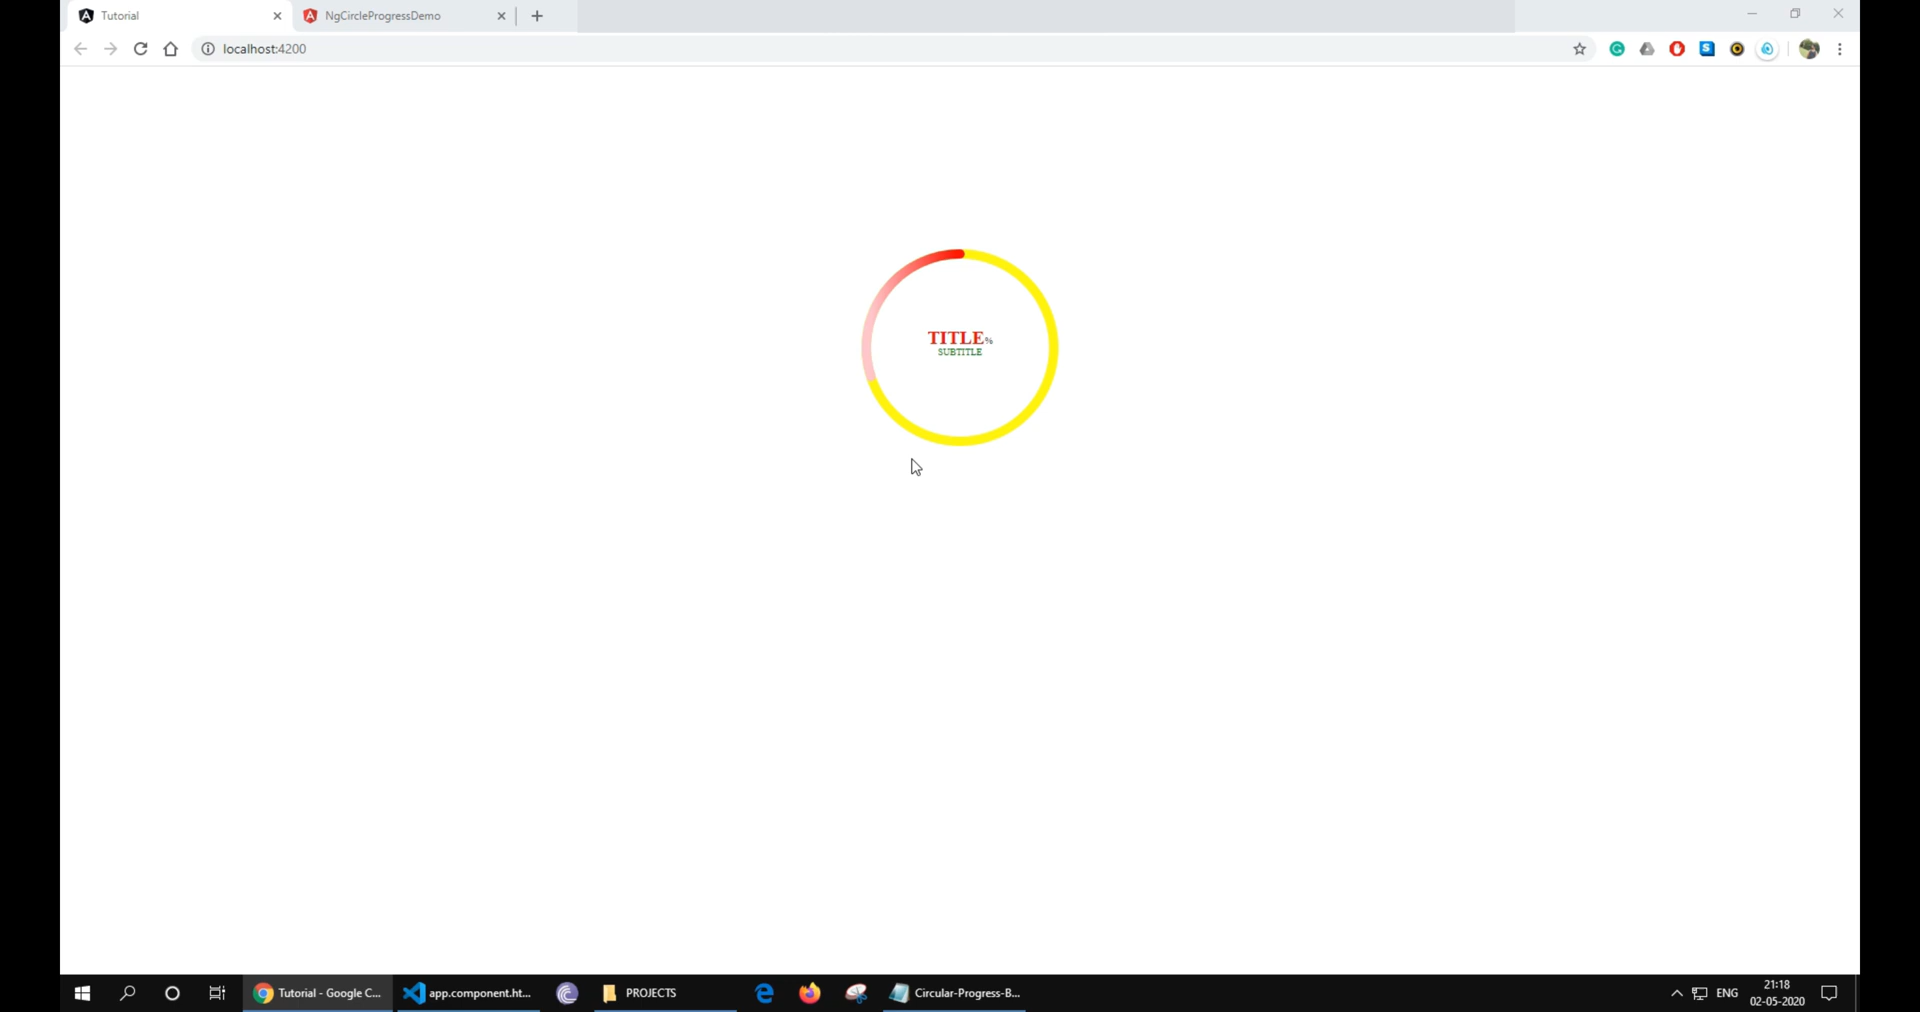 Tutorial
NgCircleProgressDemo
localhost:4200
TITLE%
SUBTITLE
Tutorial - Google C...
app.component.ht...
PROJECTS
Circular-Progress-B...
ENG
21:18
02-05-2020